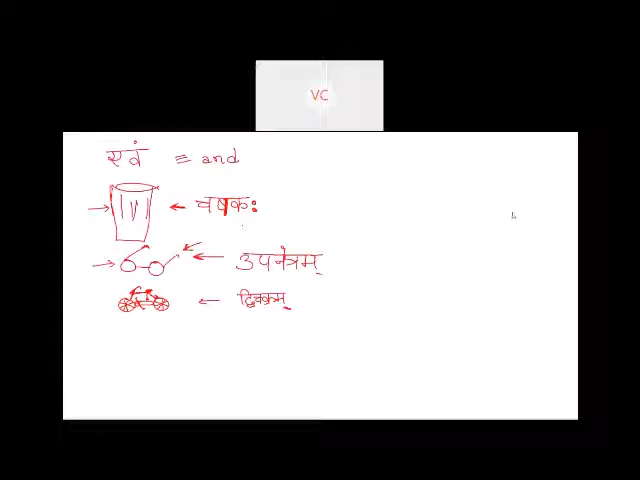 VC
एवं = and
चषकः
उपनेत्रम्
द्विचक्रम्